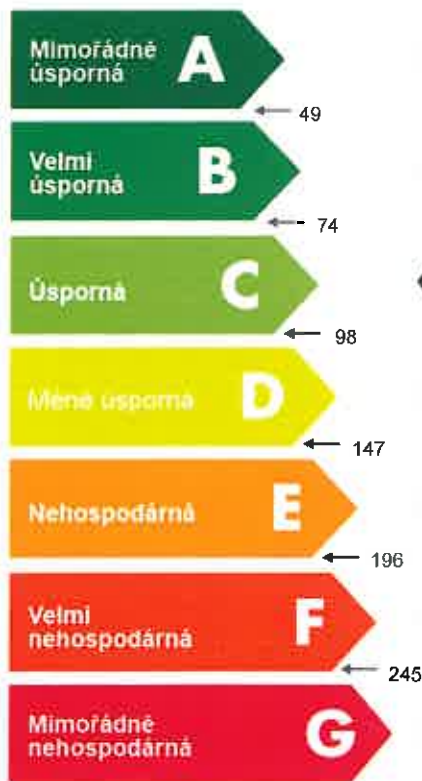 Mimořádně
úsporná A
49
Velmi
úsporná B
74
Úsporná C
98
Méně úsporná D
147
Nehospodárná E
196
Velmi
nehospodárná F
245
Mimořádně
nehospodárná G